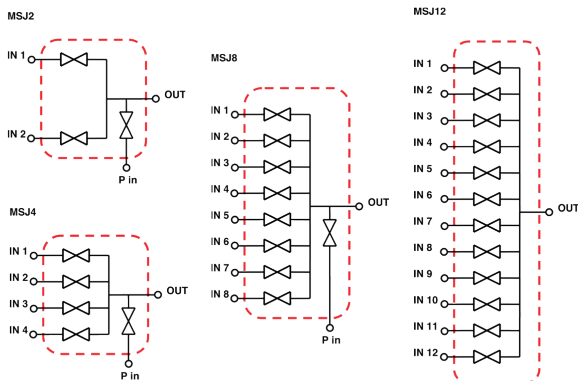 MSJ2
IN 1
OUT
IN 2
P in
MSJ4
IN 1
IN 2
OUT
IN 3
IN 4
P in
MSJ8
IN 1
IN 2
IN 3
IN 4
OUT
IN 5
IN 6
IN 7
IN 8
P in
MSJ12
IN 1
IN 2
IN 3
IN 4
IN 5
IN 6
OUT
IN 7
IN 8
IN 9
IN 10
IN 11
IN 12